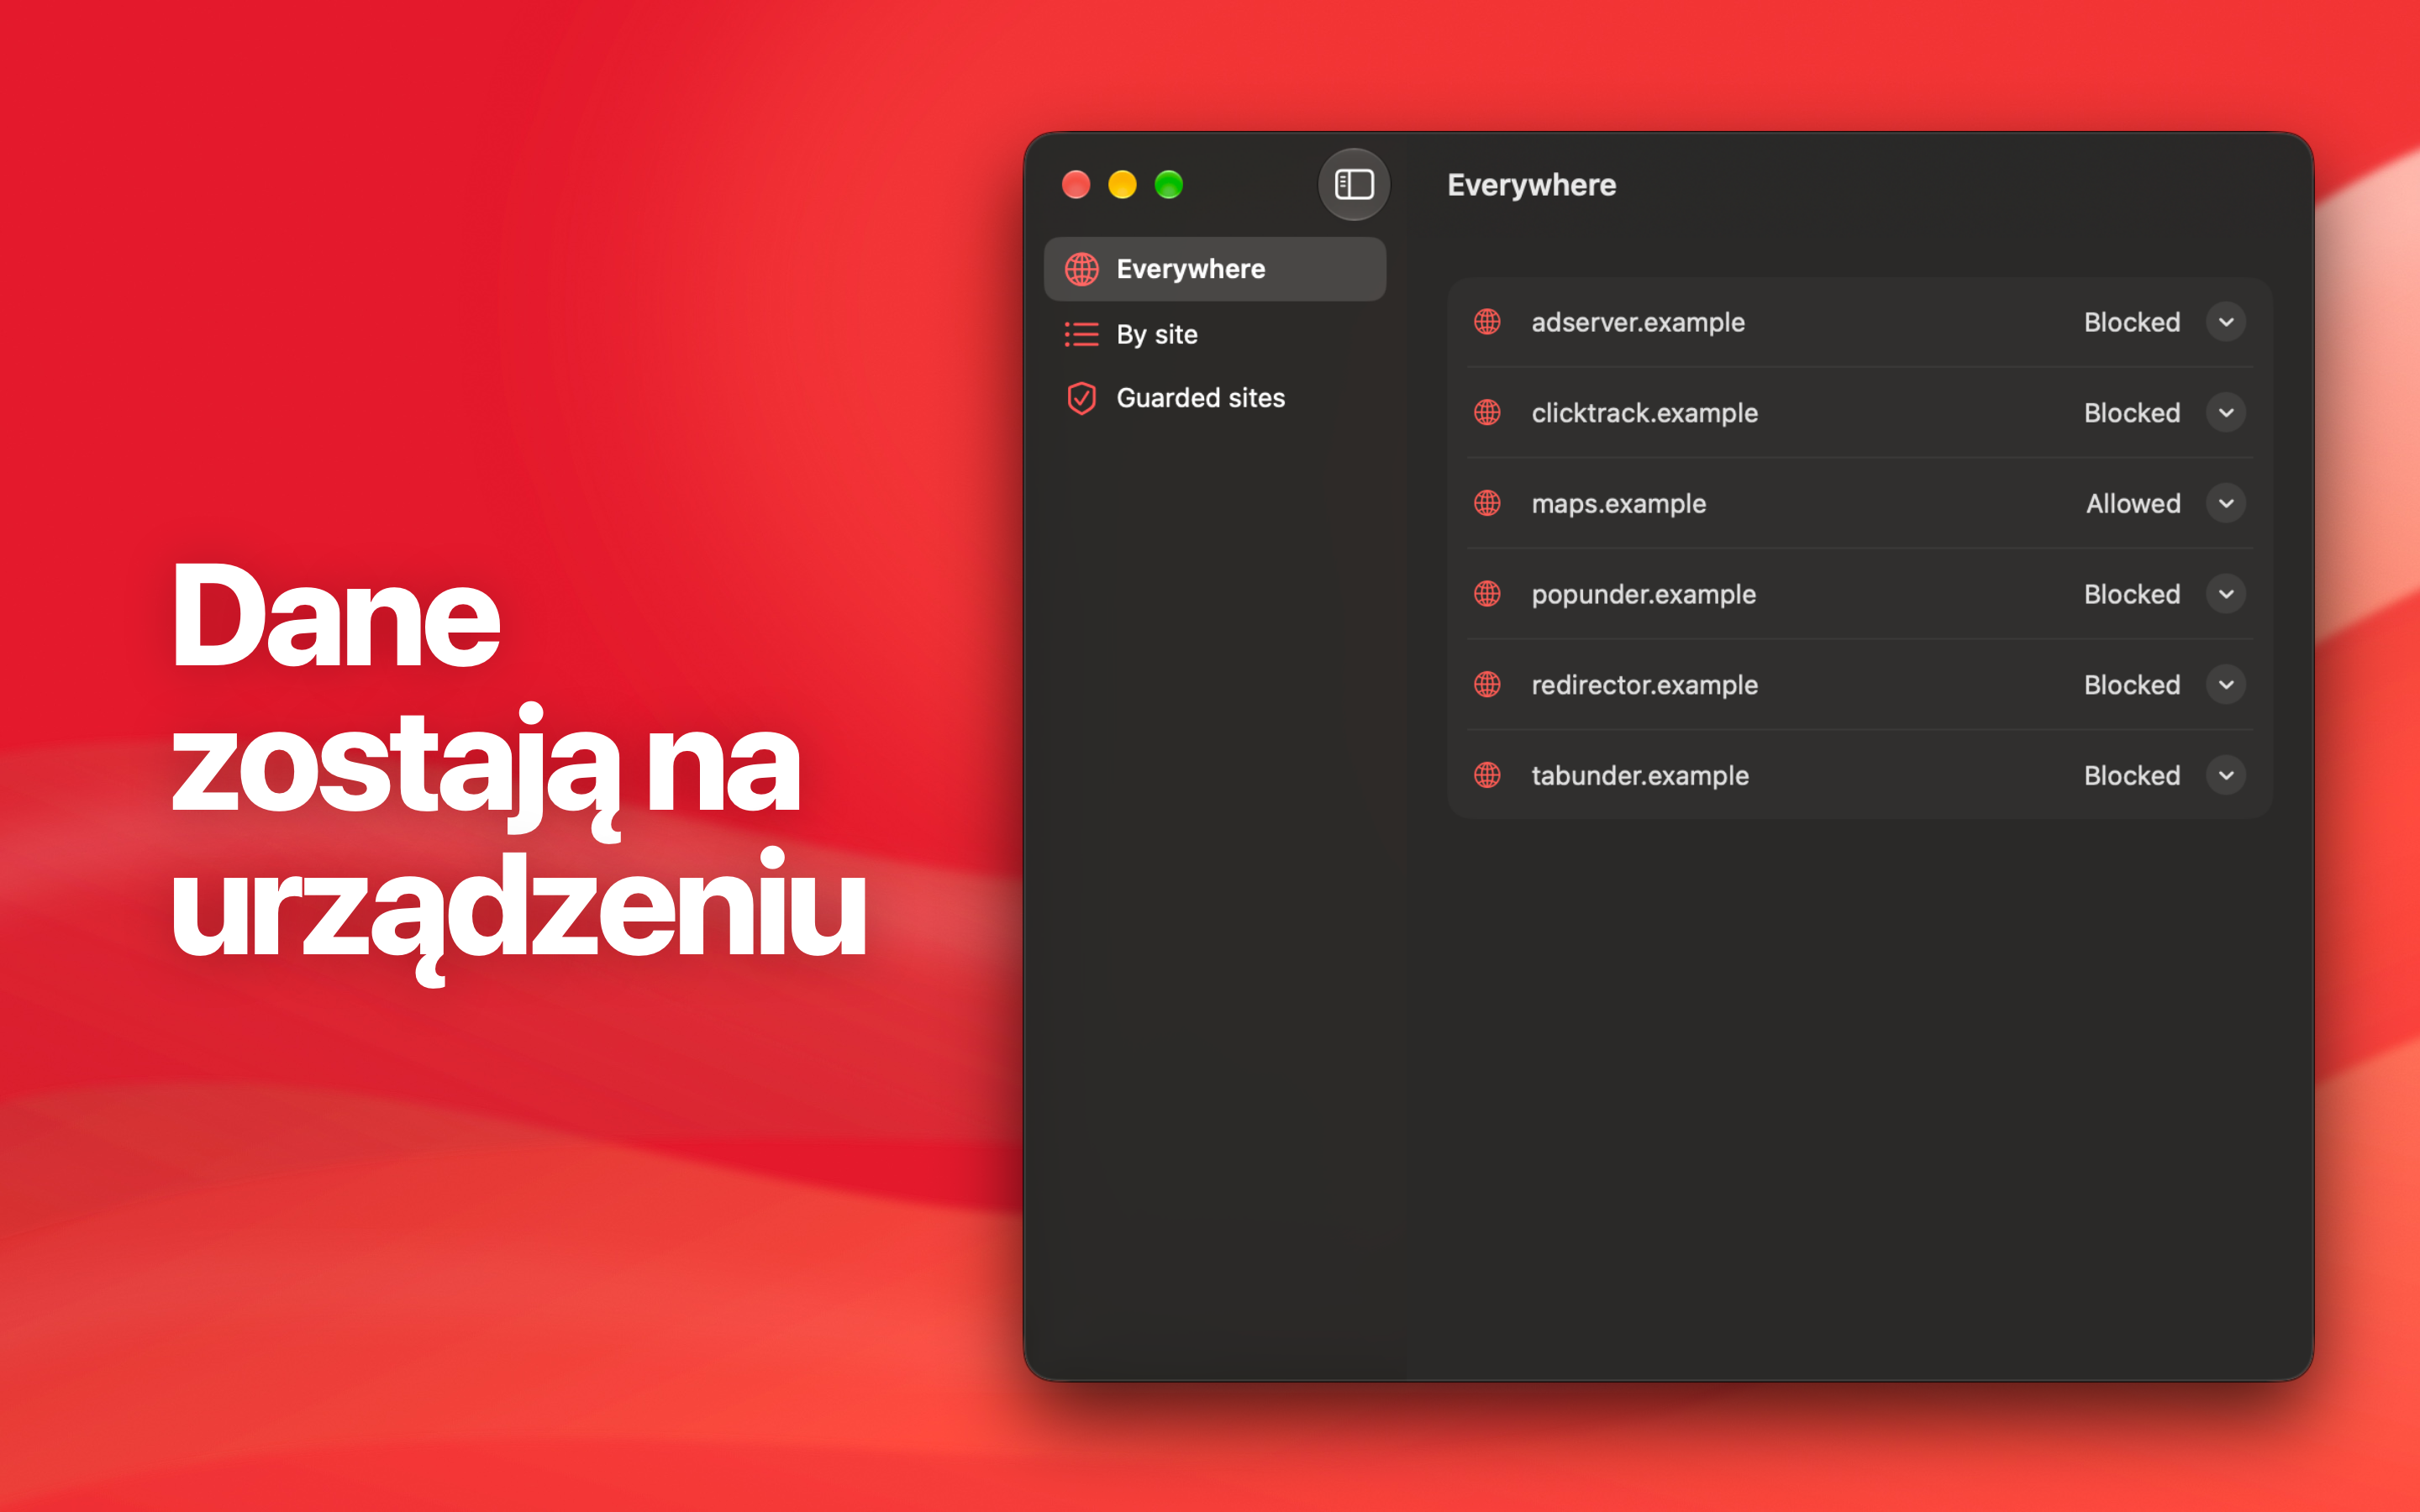 Dane
zostają na
urządzeniu
Everywhere
By site
Guarded sites
Everywhere
adserver.example Blocked
clicktrack.example Blocked
maps.example Allowed
popunder.example Blocked
redirector.example Blocked
tabunder.example Blocked